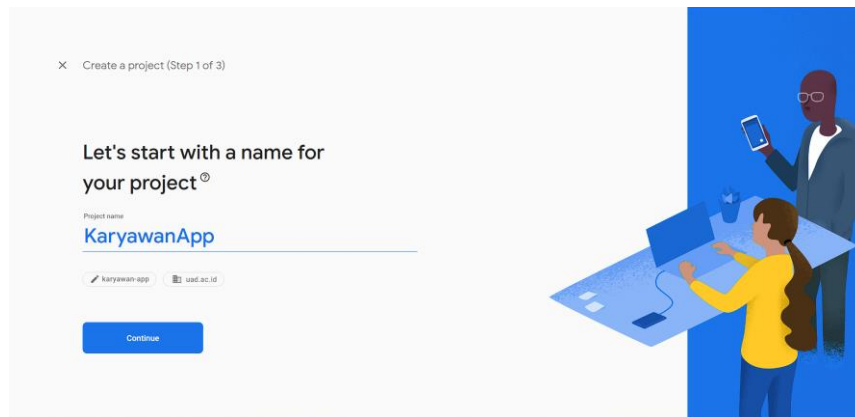 Create a project (Step 1 of 3)
Let's start with a name for
your project
Project name
KaryawanApp
karyawan-app uad.ac.id
Continue